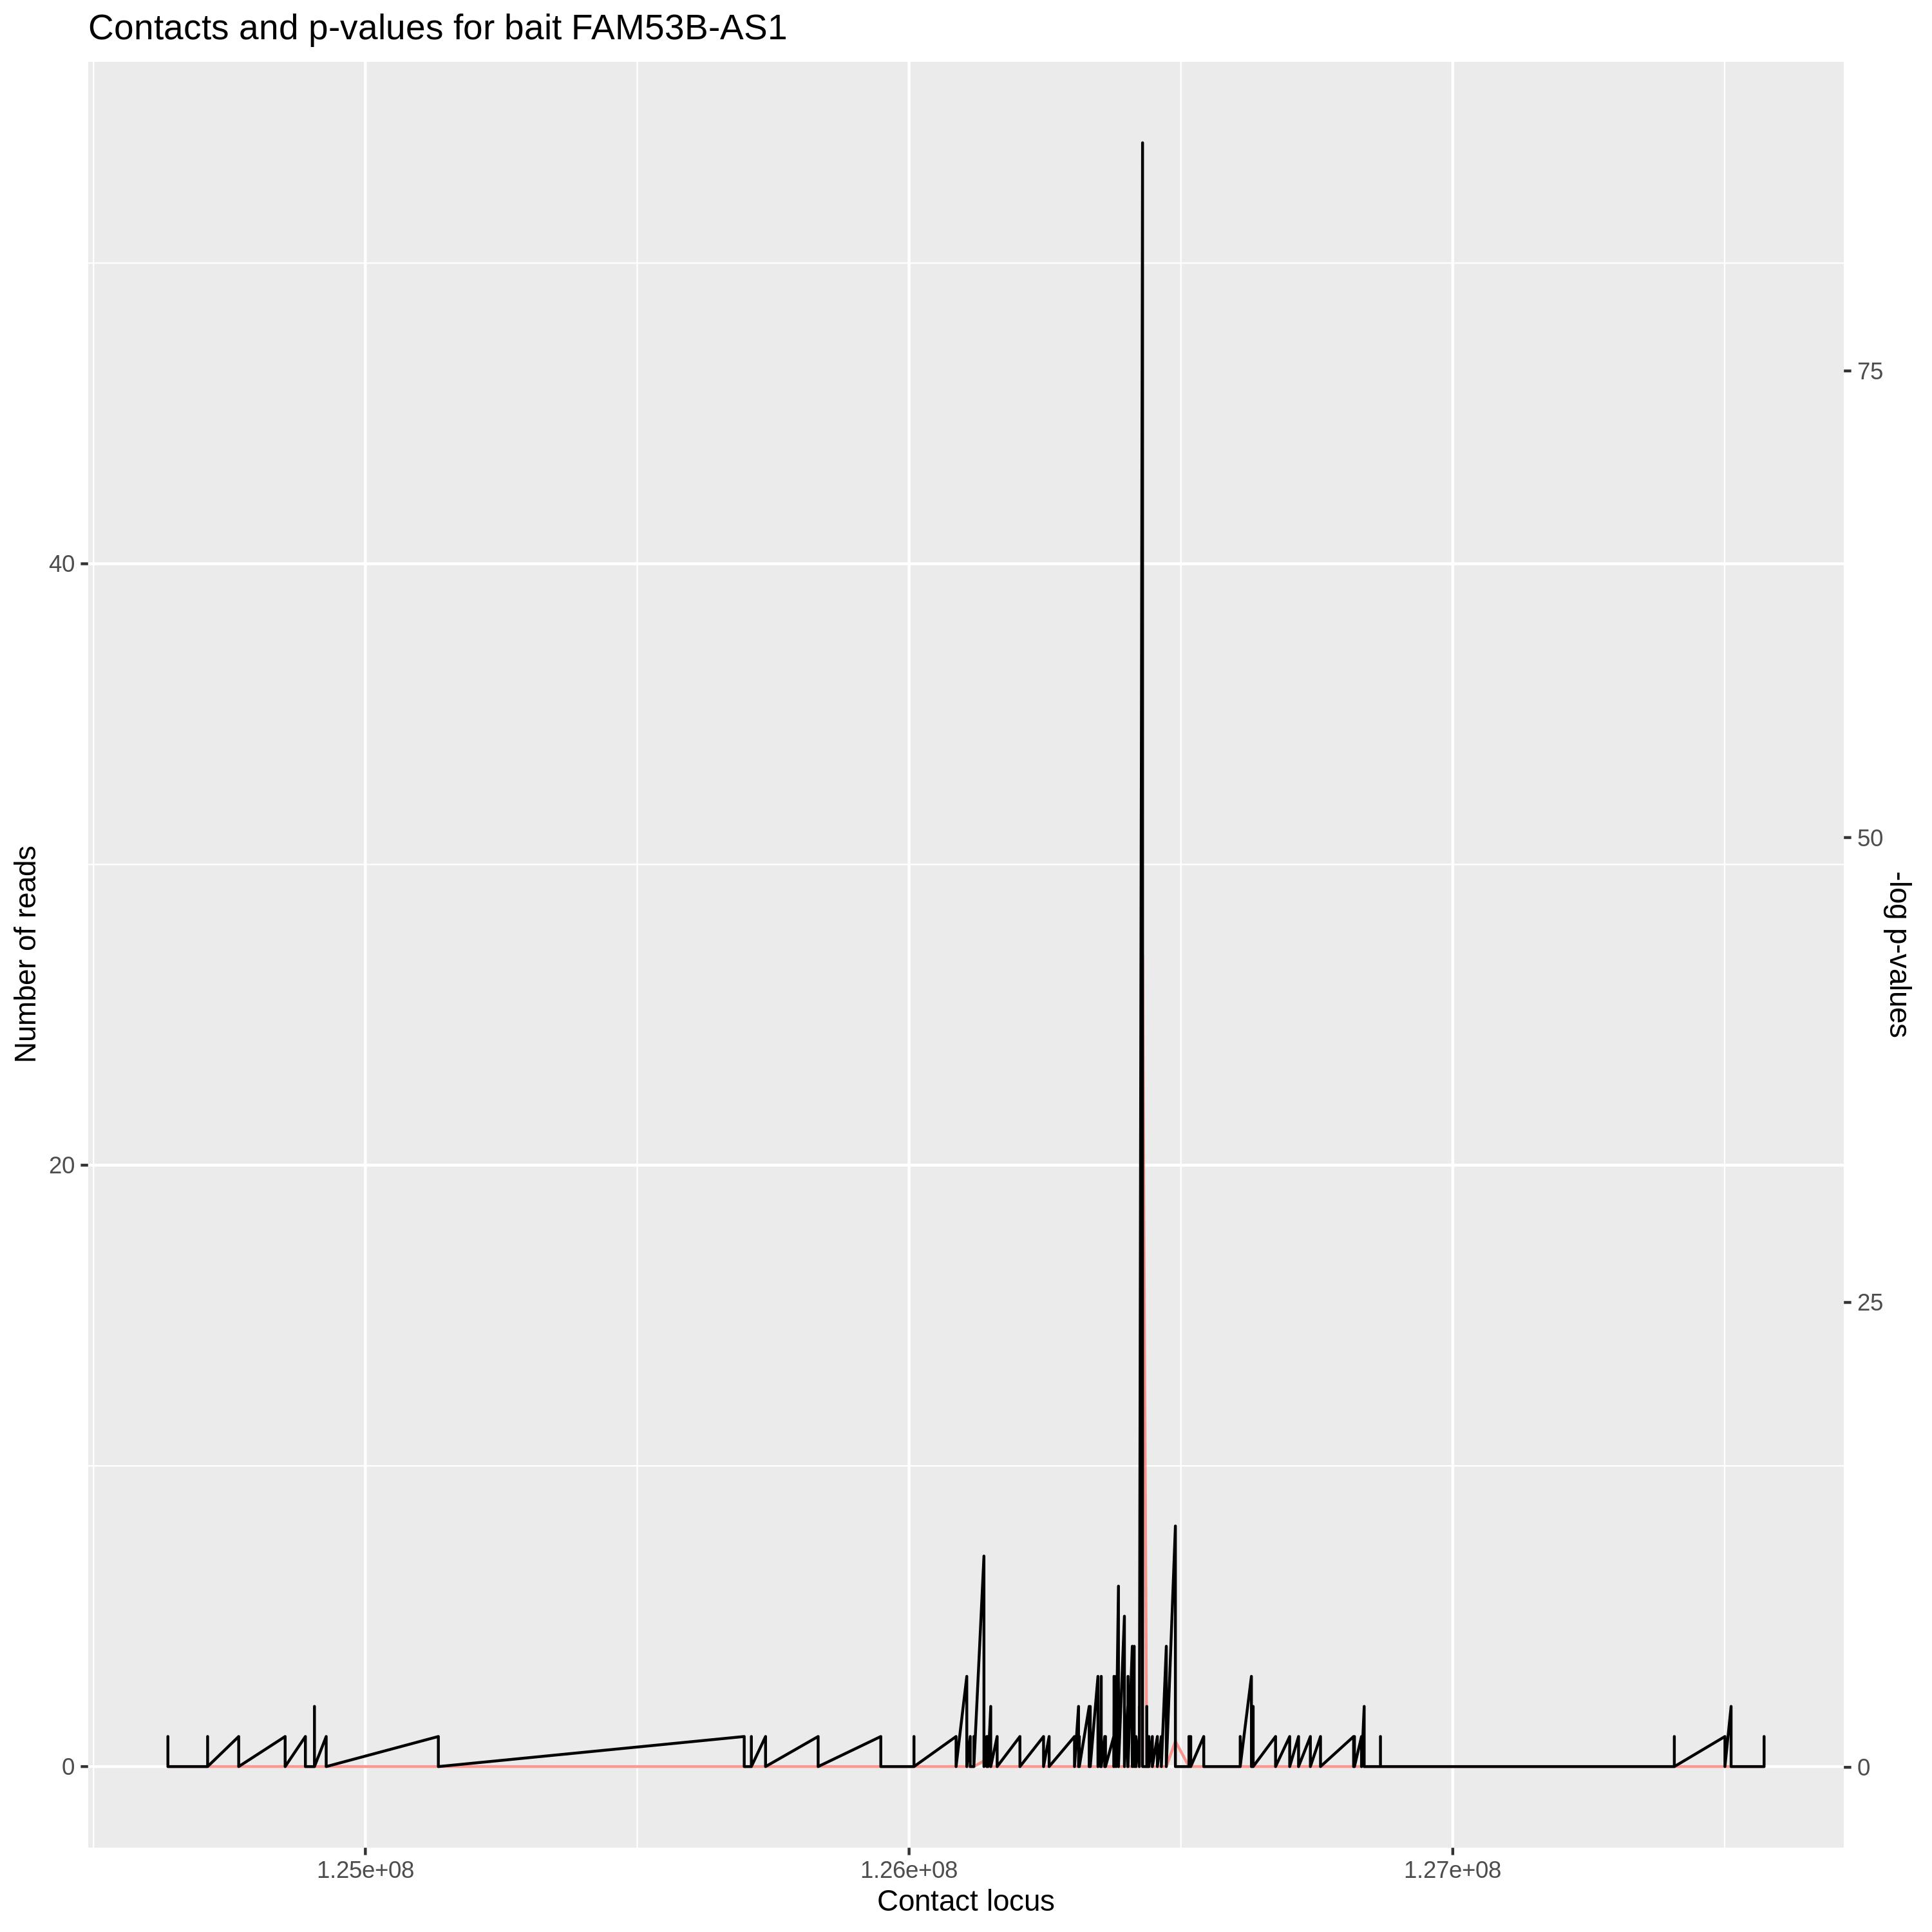 Contacts and p-values for bait FAM53B-AS1
Number of reads
40
20
0
75
50
25
0
-log p-values
1.25e+08
1.26e+08
1.27e+08
Contact locus